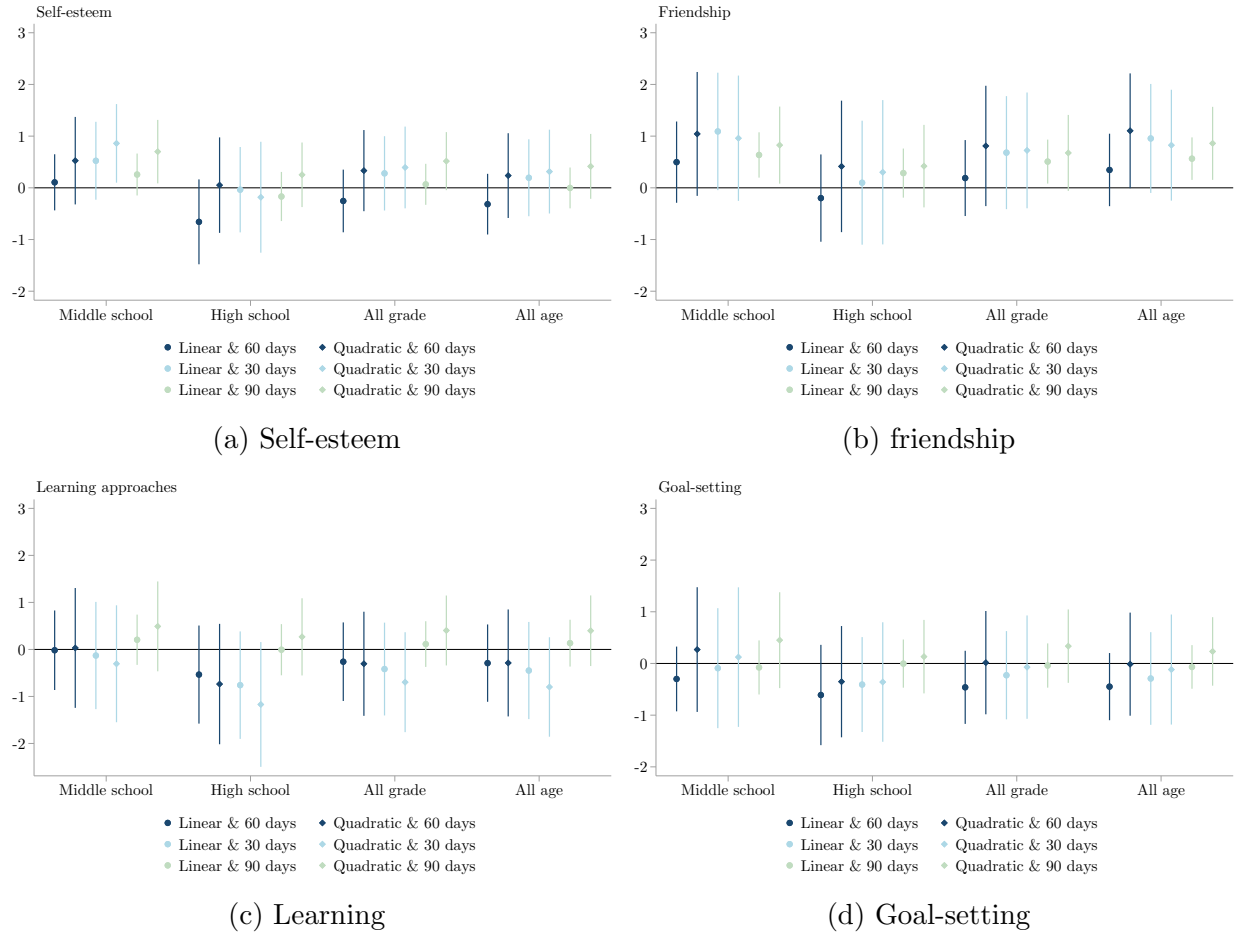 Self-esteem
3
2
1
0
-1
-2
Middle school High school All grade All age
Linear & 60 days Quadratic & 60 days
Linear & 30 days Quadratic & 30 days
Linear & 90 days Quadratic & 90 days
(a) Self-esteem
Friendship
3
2
1
0
-1
-2
Middle school High school All grade All age
Linear & 60 days Quadratic & 60 days
Linear & 30 days Quadratic & 30 days
Linear & 90 days Quadratic & 90 days
(b) friendship
Learning approaches
3
2
1
0
-1
-2
Middle school High school All grade All age
Linear & 60 days Quadratic & 60 days
Linear & 30 days Quadratic & 30 days
Linear & 90 days Quadratic & 90 days
(c) Learning
Goal-setting
3
2
1
0
-1
-2
Middle school High school All grade All age
Linear & 60 days Quadratic & 60 days
Linear & 30 days Quadratic & 30 days
Linear & 90 days Quadratic & 90 days
(d) Goal-setting